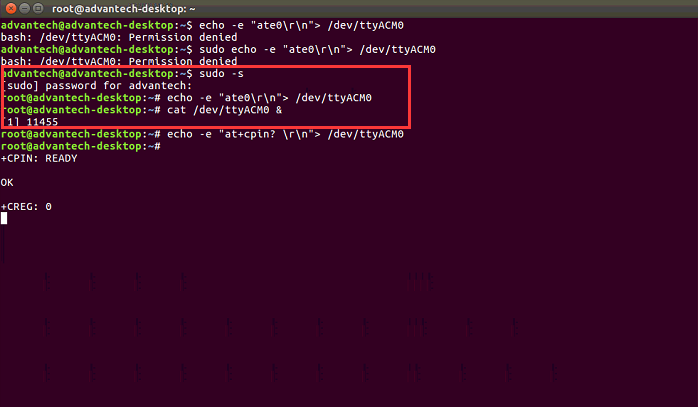 root@advantech-desktop: ~
advantech@advantech-desktop:~$ echo -e "ate0\r\n"> /dev/ttyACM0
bash: /dev/ttyACM0: Permission denied
advantech@advantech-desktop:~$ sudo echo -e "ate0\r\n"> /dev/ttyACM0
bash: /dev/ttyACM0: Permission denied
advantech@advantech-desktop:~$ sudo -s
[sudo] password for advantech:
root@advantech-desktop:~# echo -e "ate0\r\n"> /dev/ttyACM0
root@advantech-desktop:~# cat /dev/ttyACM0 &
[1] 11455
root@advantech-desktop:~# echo -e "at+cpin? \r\n"> /dev/ttyACM0
root@advantech-desktop:~#
+CPIN: READY
OK
+CREG: 0